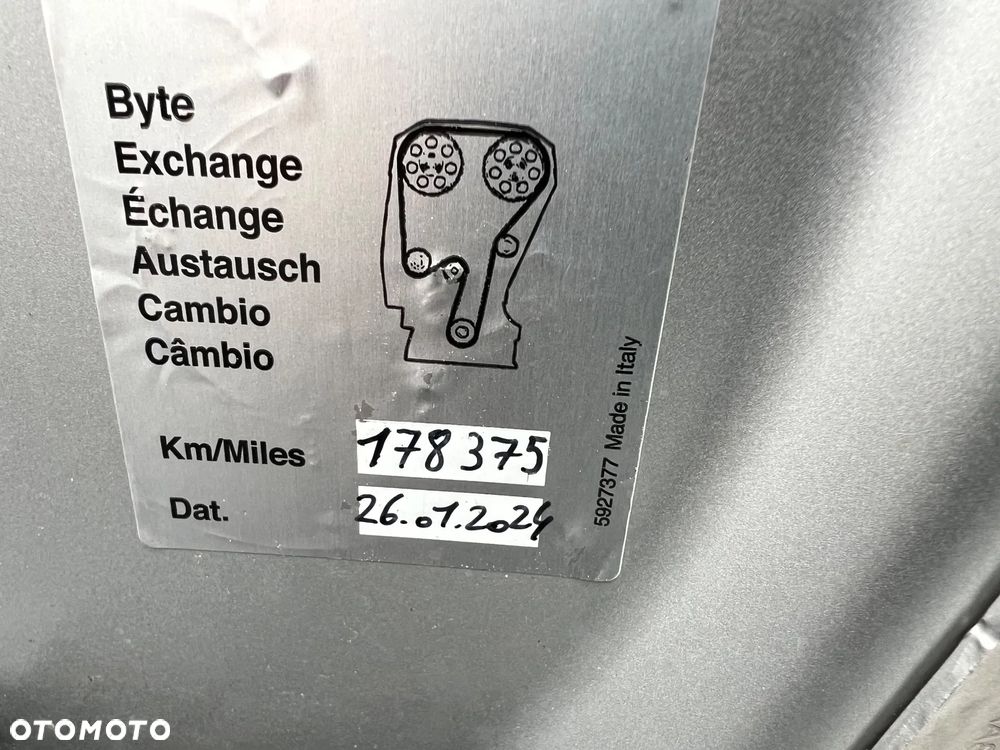 Byte
Exchange
Échange
Austausch
Cambio
Câmbio
Km/Miles 178375
Dat. 26.01.2024
5927377 Made in Italy
OTOMOTO